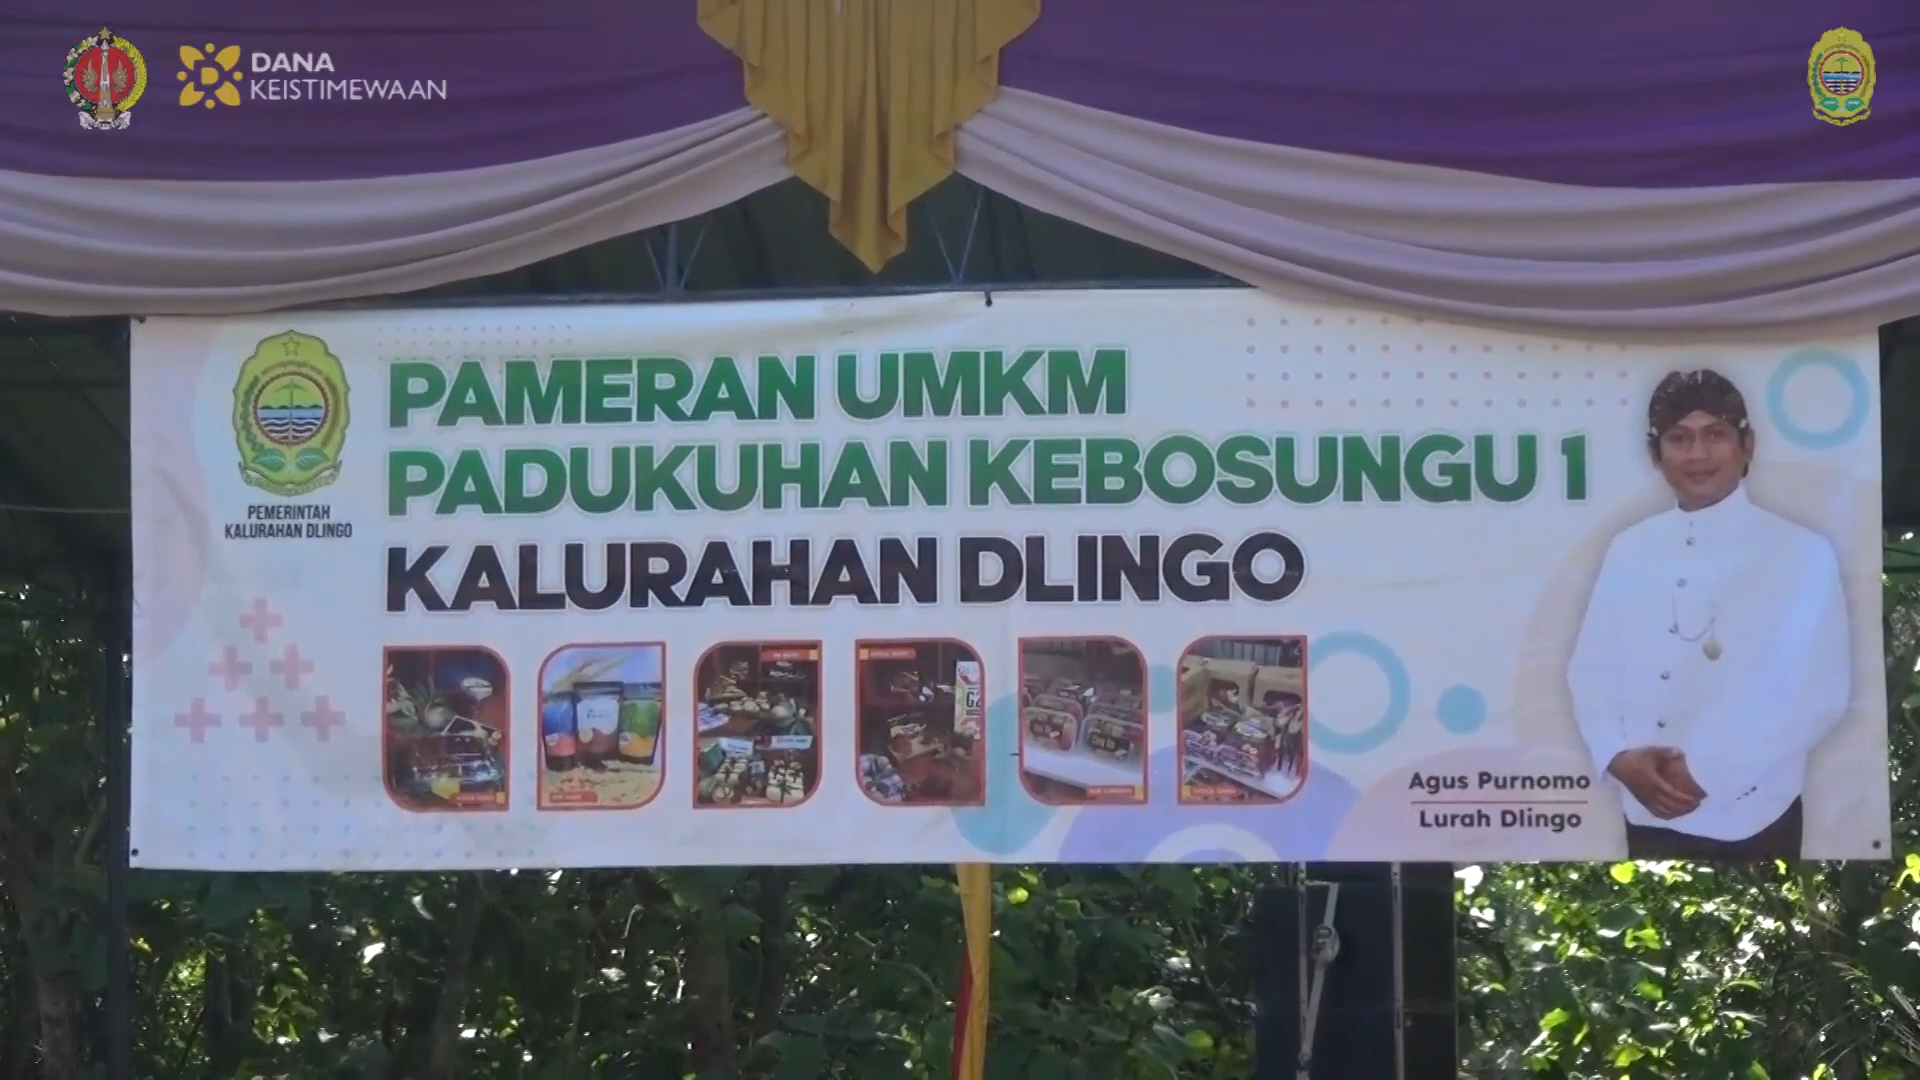 DANA
KEISTIMEWAAN
PAMERAN UMKM
PADUKUHAN KEBOSUNGU 1
KALURAHAN DLINGO
PEMERINTAH
KALURAHAN DLINGO
Agus Purnomo
Lurah Dlingo